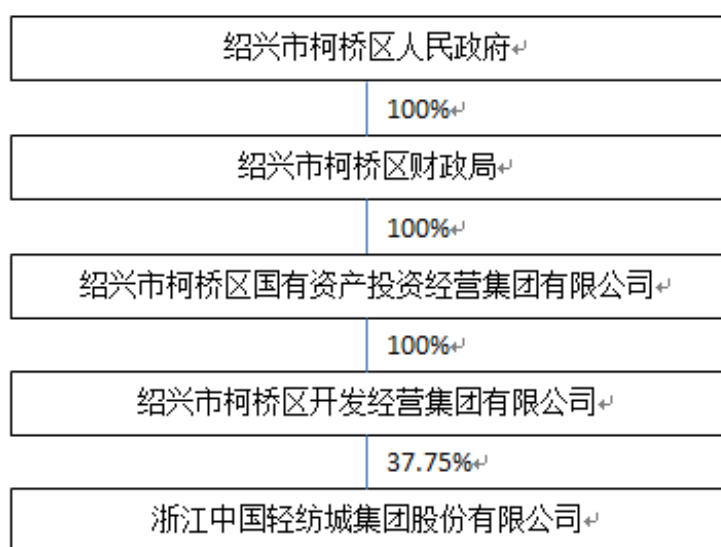 绍兴市柯桥区人民政府
100%
绍兴市柯桥区财政局
100%
绍兴市柯桥区国有资产投资经营集团有限公司
100%
绍兴市柯桥区开发经营集团有限公司
37.75%
浙江中国轻纺城集团股份有限公司